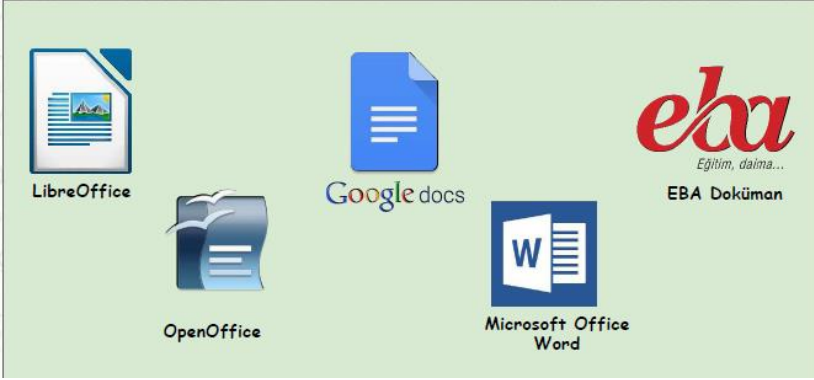 LibreOffice
Google docs
eba
Eğitim, daima...
EBA Doküman
OpenOffice
W
Microsoft Office
Word